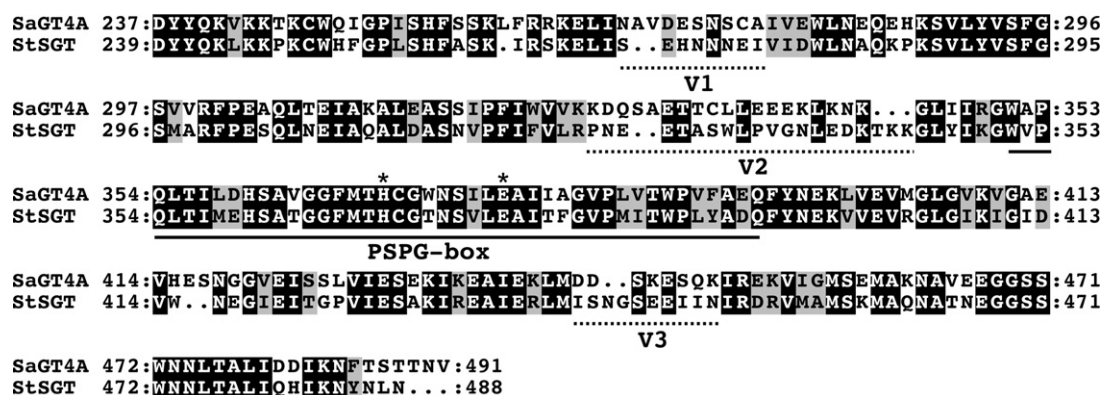 SaGT4A 237:DYYQKVKKTKCWQIGPISHFSSKLFRRKELINAVDESNSCAIVEWLNEQEHKSVLYVSFG:296
StSGT 239:DYYQKLKKPKCWHFGPLSHFASK.IRSKELIS..EHNNNEIVIDWLNAQKPKSVLYVSFG:295
V1
SaGT4A 297:SVVRFPEAQLTEIAKALEASSIPFIWVVKKDQSAETTCLLEEEKLKNK...GLIIRGWAP:353
StSGT 296:SMARFPESQLNEIAQALDASNVPFIFVLRPNE..ETASWLPVGNLEDKTKKGLYIKGWVP:353
V2
* *
SaGT4A 354:QLTILDHSAVGGFMTHCGWNSILEAIIAGVPLVTWPVFAEQFYNEKLVEVMGLGVKVGAE:413
StSGT 354:QLTIMEHSATGGFMTHCGTNSVLEAITFGVPMITWPLYADQFYNEKVVEVRGLGIKIGID:413
PSPG-box
SaGT4A 414:VHESNGGVEISSLVIESEKIKEAIEKLMDD..SKESQKIREKVIGMSEMAKNAVEEGGSS:471
StSGT 414:VW..NEGIEITGPVIESAKIREAIERLMISNGSEEIINIRDRVMAMSKMAQNATNEGGSS:471
V3
SaGT4A 472:WNNLTALIDDIKNFTSTTNV:491
StSGT 472:WNNLTALIQHIKNYNLN...:488